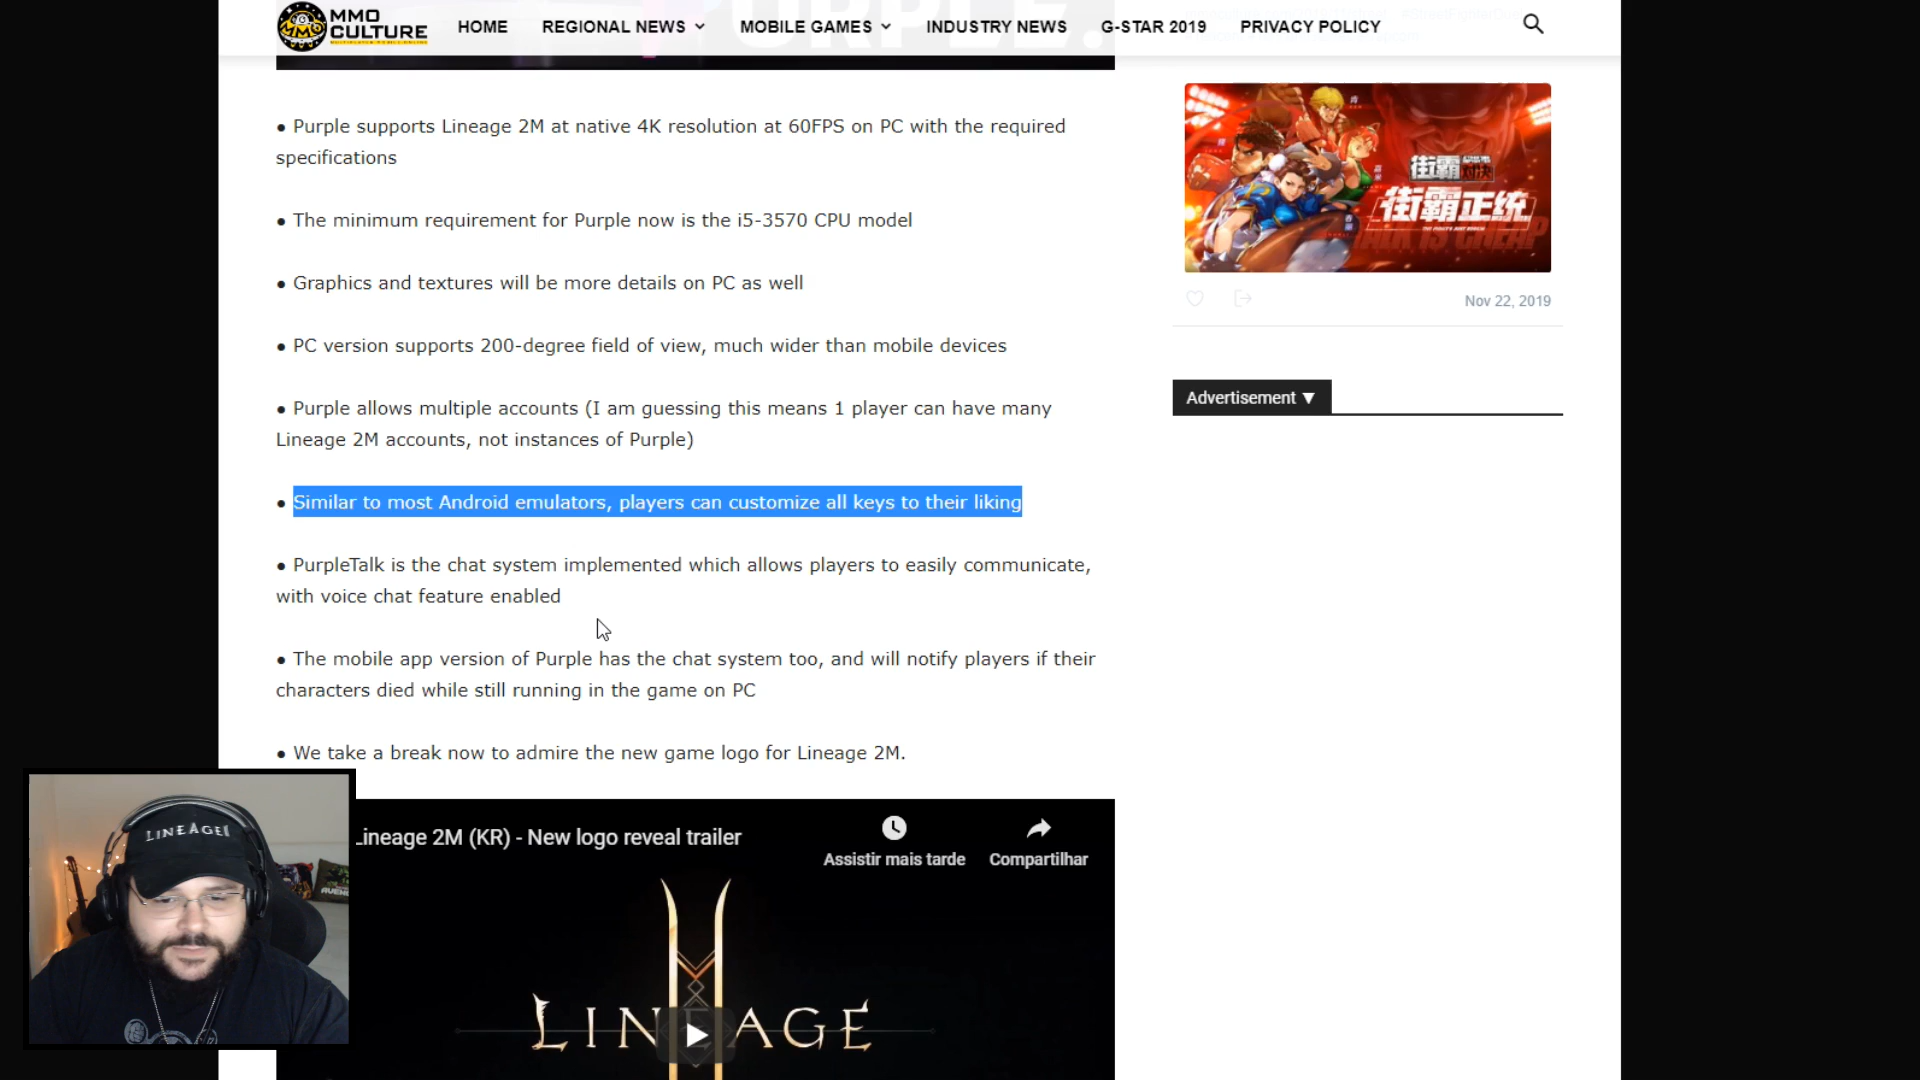 MMO
CULTURE
HOME
REGIONAL NEWS
MOBILE GAMES
INDUSTRY NEWS
G-STAR 2019
PRIVACY POLICY
● Purple supports Lineage 2M at native 4K resolution at 60FPS on PC with the required
specifications
● The minimum requirement for Purple now is the i5-3570 CPU model
● Graphics and textures will be more details on PC as well
● PC version supports 200-degree field of view, much wider than mobile devices
● Purple allows multiple accounts (I am guessing this means 1 player can have many
Lineage 2M accounts, not instances of Purple)
● Similar to most Android emulators, players can customize all keys to their liking
● PurpleTalk is the chat system implemented which allows players to easily communicate,
with voice chat feature enabled
● The mobile app version of Purple has the chat system too, and will notify players if their
characters died while still running in the game on PC
● We take a break now to admire the new game logo for Lineage 2M.
Lineage 2M (KR) - New logo reveal trailer
Assistir mais tarde
Compartilhar
LINEAGE
街霸
对决
街霸正统
TALK IS CHEAP
Nov 22, 2019
Advertisement ▼
LINEAGE